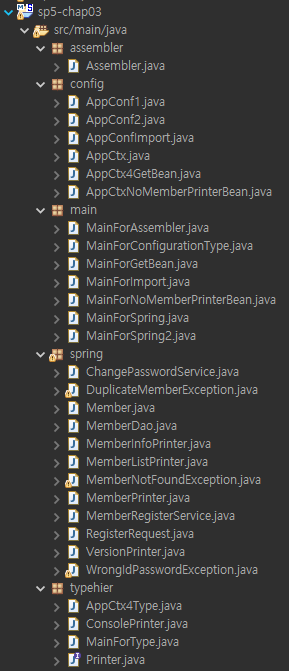 sp5-chap03
src/main/java
assembler
Assembler.java
config
AppConf1.java
AppConf2.java
AppConfImport.java
AppCtx.java
AppCtx4GetBean.java
AppCtxNoMemberPrinterBean.java
main
MainForAssembler.java
MainForConfigurationType.java
MainForGetBean.java
MainForImport.java
MainForNoMemberPrinterBean.java
MainForSpring.java
MainForSpring2.java
spring
ChangePasswordService.java
DuplicateMemberException.java
Member.java
MemberDao.java
MemberInfoPrinter.java
MemberListPrinter.java
MemberNotFoundException.java
MemberPrinter.java
MemberRegisterService.java
RegisterRequest.java
VersionPrinter.java
WrongIdPasswordException.java
typehier
AppCtx4Type.java
ConsolePrinter.java
MainForType.java
Printer.java